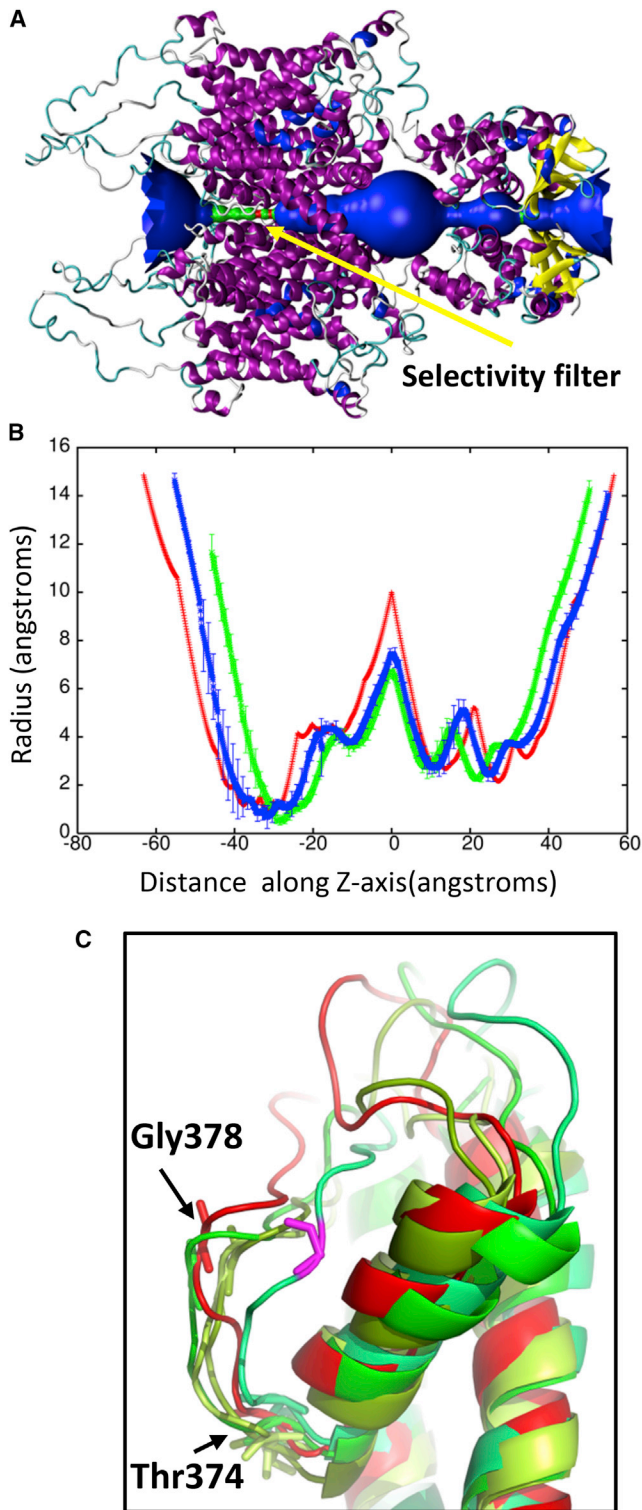 A
Selectivity filter
B
16
14
12
10
8
6
4
2
0
Radius (angstroms)
-80 -60 -40 -20 0 20 40 60
Distance along Z-axis(angstroms)
C
Gly378
Thr374